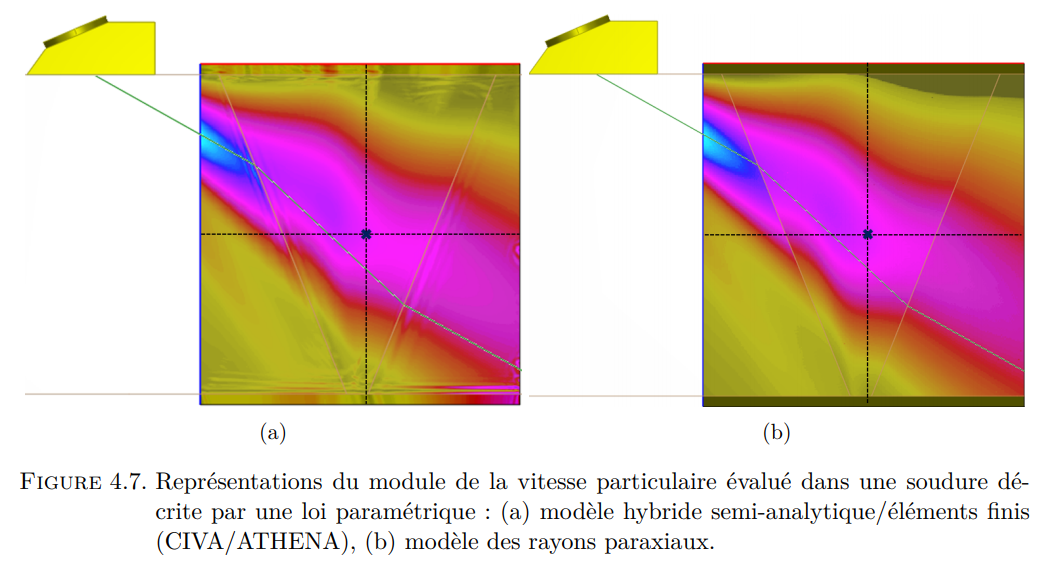 (a)
(b)
FIGURE 4.7. Représentations du module de la vitesse particulaire évalué dans une soudure dé-
crite par une loi paramétrique : (a) modèle hybride semi-analytique/éléments finis
(CIVA/ATHENA), (b) modèle des rayons paraxiaux.